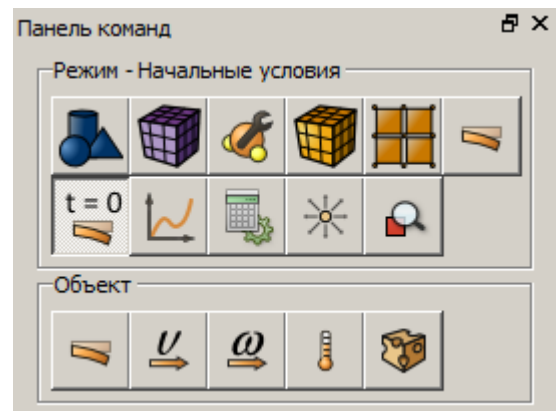 Панель команд
Режим - Начальные условия
t = 0
Объект
υ
ω